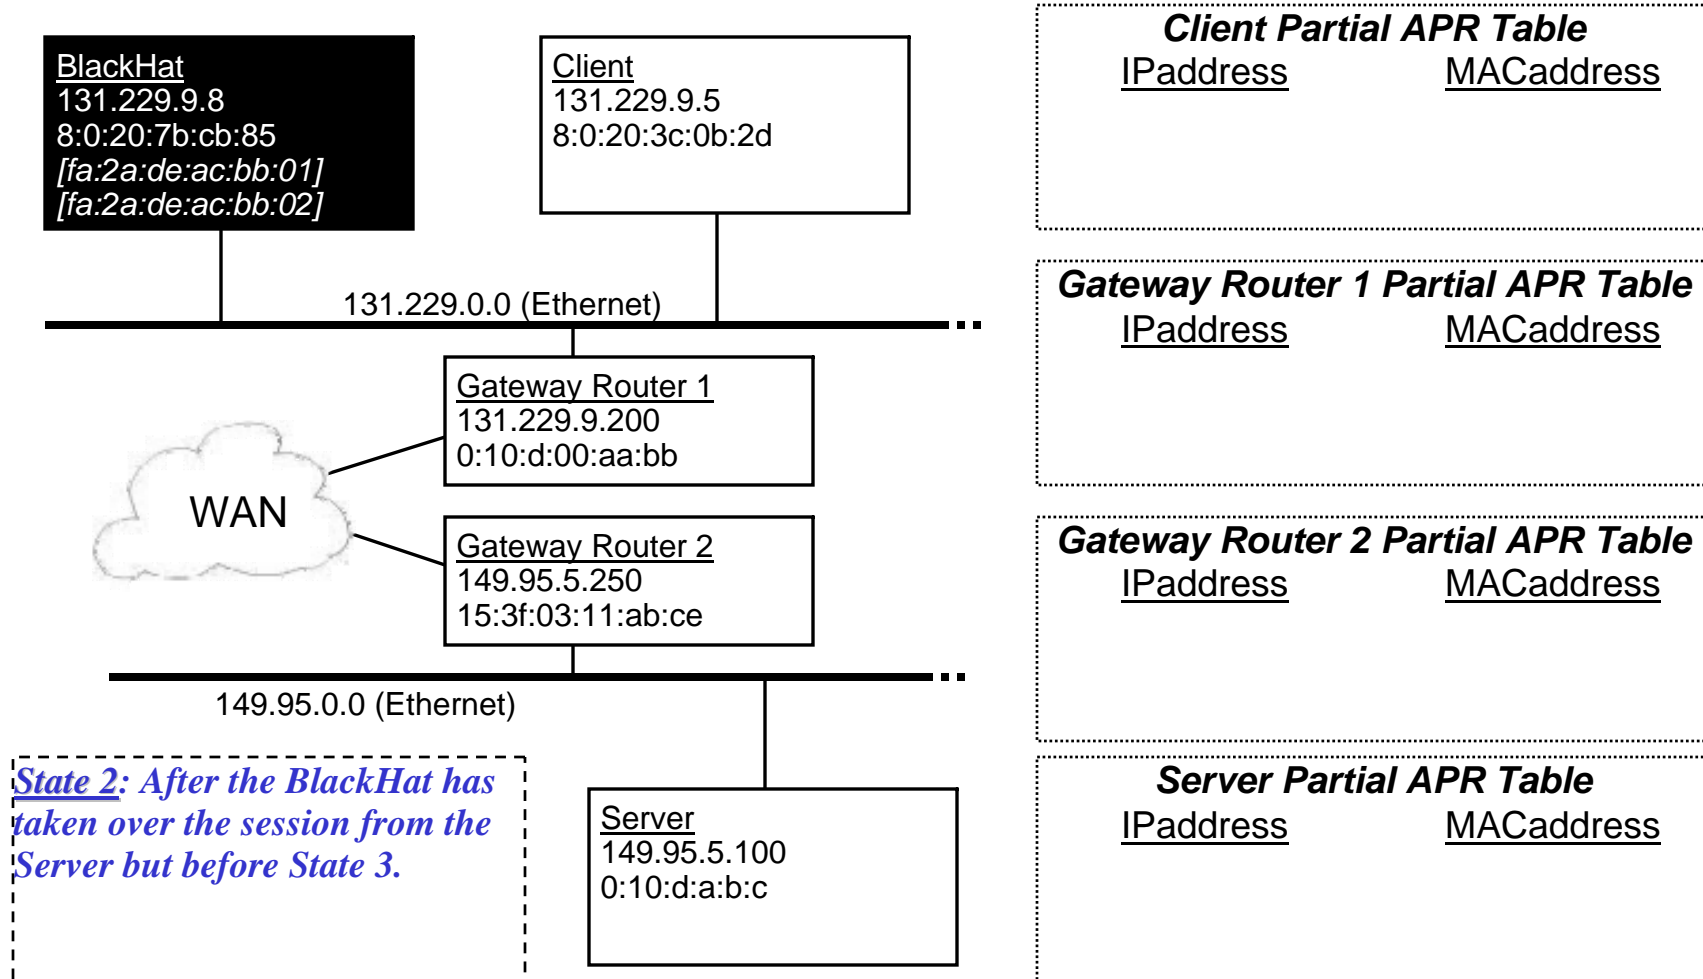 BlackHat
131.229.9.8
8:0:20:7b:cb:85
[fa:2a:de:ac:bb:01]
[fa:2a:de:ac:bb:02]
Client
131.229.9.5
8:0:20:3c:0b:2d
131.229.0.0 (Ethernet)
Gateway Router 1
131.229.9.200
0:10:d:00:aa:bb
WAN
Gateway Router 2
149.95.5.250
15:3f:03:11:ab:ce
149.95.0.0 (Ethernet)
State 2: After the BlackHat has
taken over the session from the
Server but before State 3.
Server
149.95.5.100
0:10:d:a:b:c
Client Partial APR Table
IPaddress MACaddress
Gateway Router 1 Partial APR Table
IPaddress MACaddress
Gateway Router 2 Partial APR Table
IPaddress MACaddress
Server Partial APR Table
IPaddress MACaddress